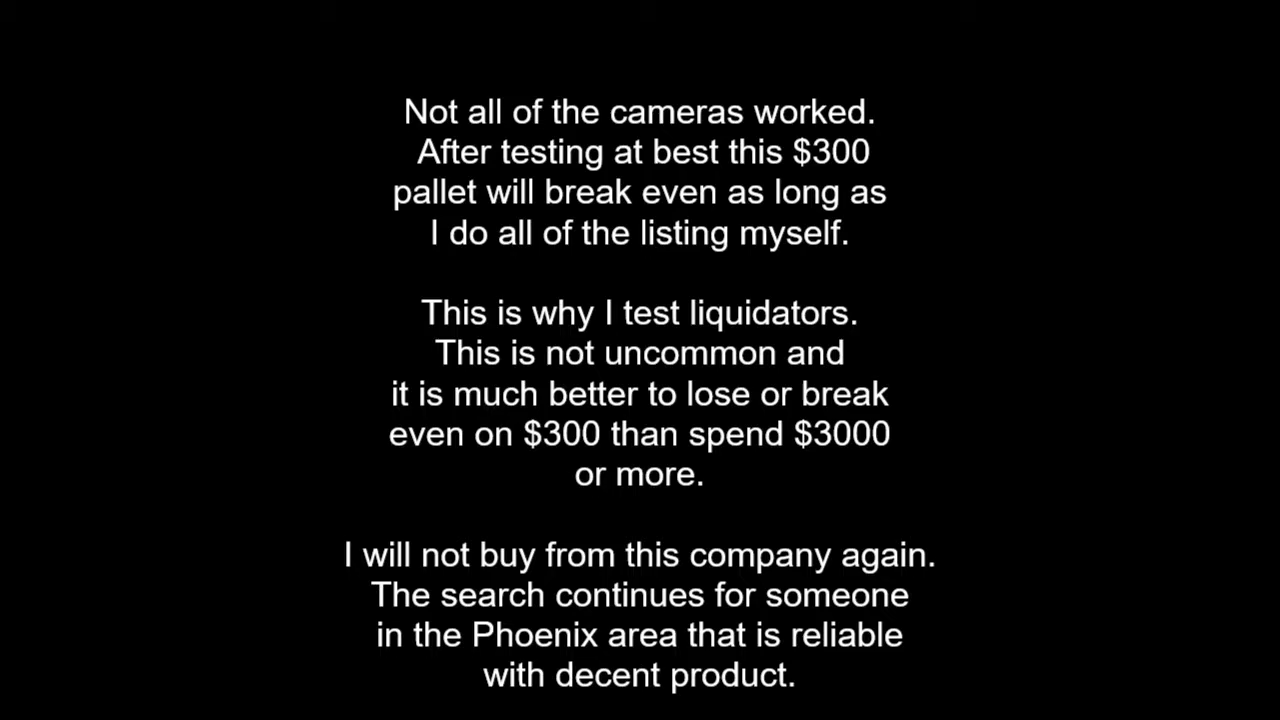 Not all of the cameras worked.
After testing at best this $300
pallet will break even as long as
I do all of the listing myself.
This is why I test liquidators.
This is not uncommon and
it is much better to lose or break
even on $300 than spend $3000
or more.
I will not buy from this company again.
The search continues for someone
in the Phoenix area that is reliable
with decent product.